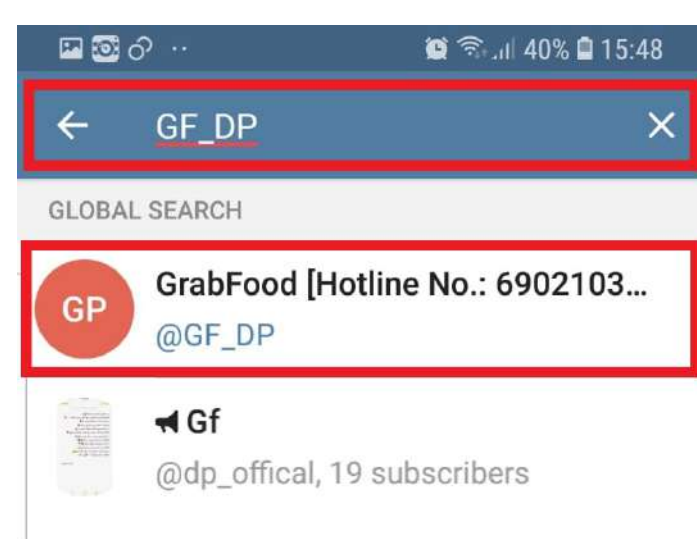 40% 15:48
GF_DP
GLOBAL SEARCH
GP
GrabFood [Hotline No.: 6902103...
@GF_DP
Gf
@dp_offical, 19 subscribers